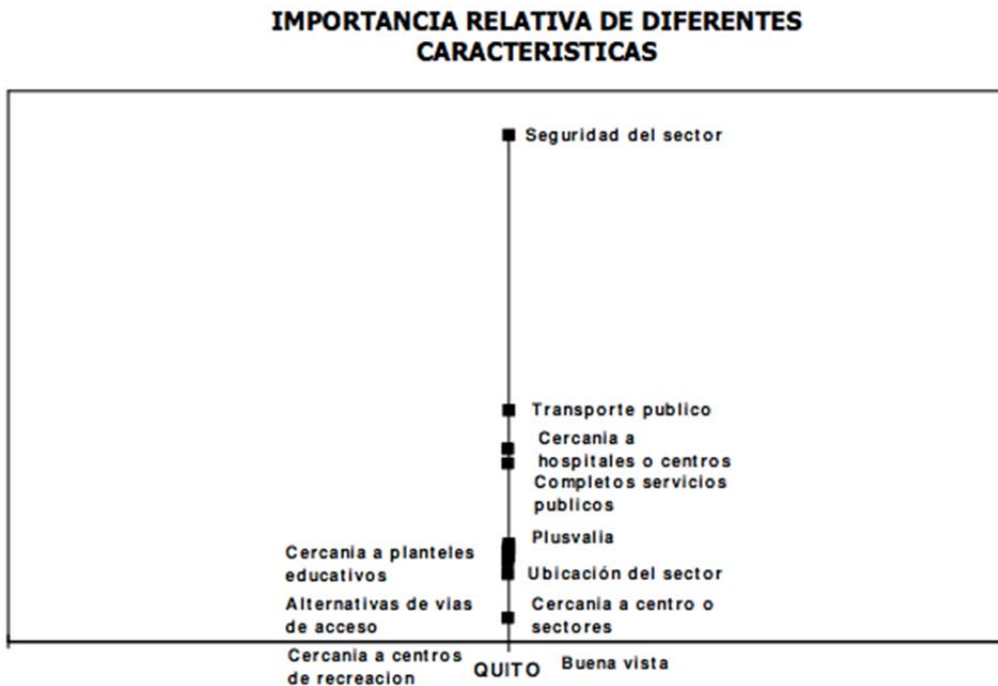 IMPORTANCIA RELATIVA DE DIFERENTES
CARACTERISTICAS
Seguridad del sector
Transporte publico
Cercania a
hospitales o centros
Completos servicios
publicos
Plusvalia
Cercania a planteles
educativos
Ubicación del sector
Alternativas de vias
de acceso
Cercania a centro o
sectores
Cercania a centros
de recreacion
QUITO
Buena vista